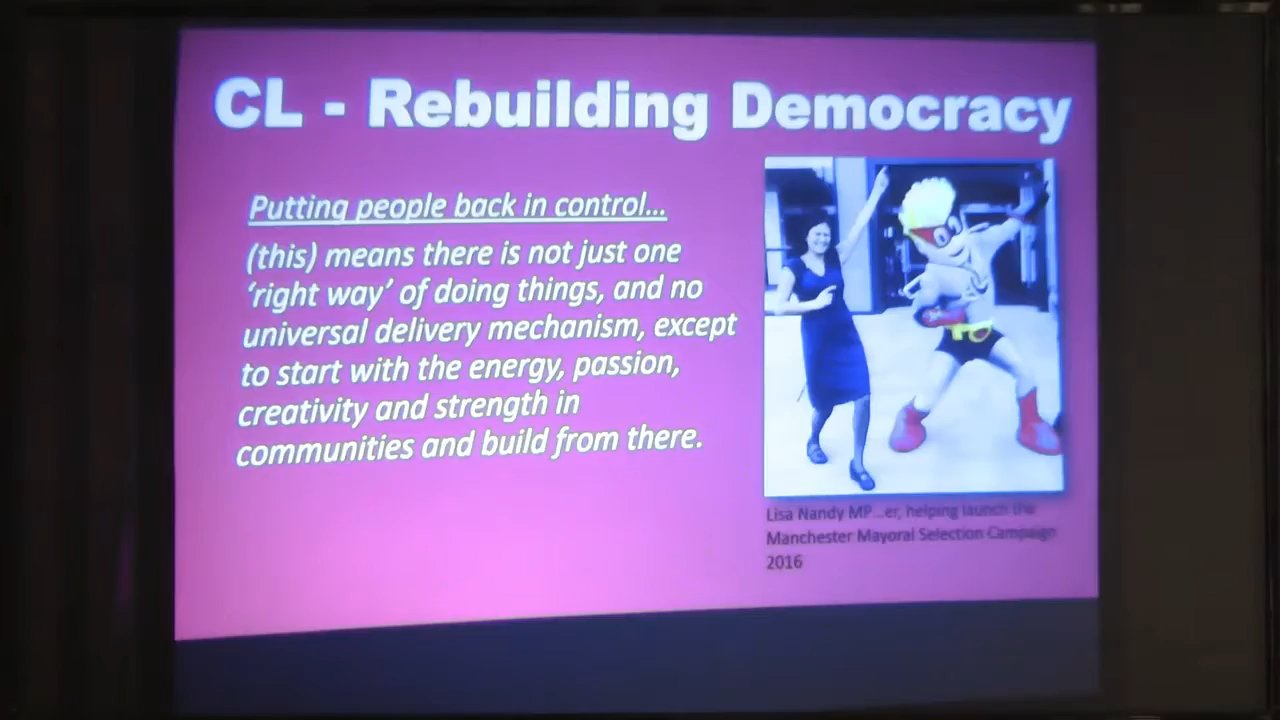 CL - Rebuilding Democracy
Putting people back in control...
(this) means there is not just one
‘right way’ of doing things, and no
universal delivery mechanism, except
to start with the energy, passion,
creativity and strength in
communities and build from there.
Lisa Nandy MP...er, helping launch the
Manchester Mayoral Selection Campaign
2016